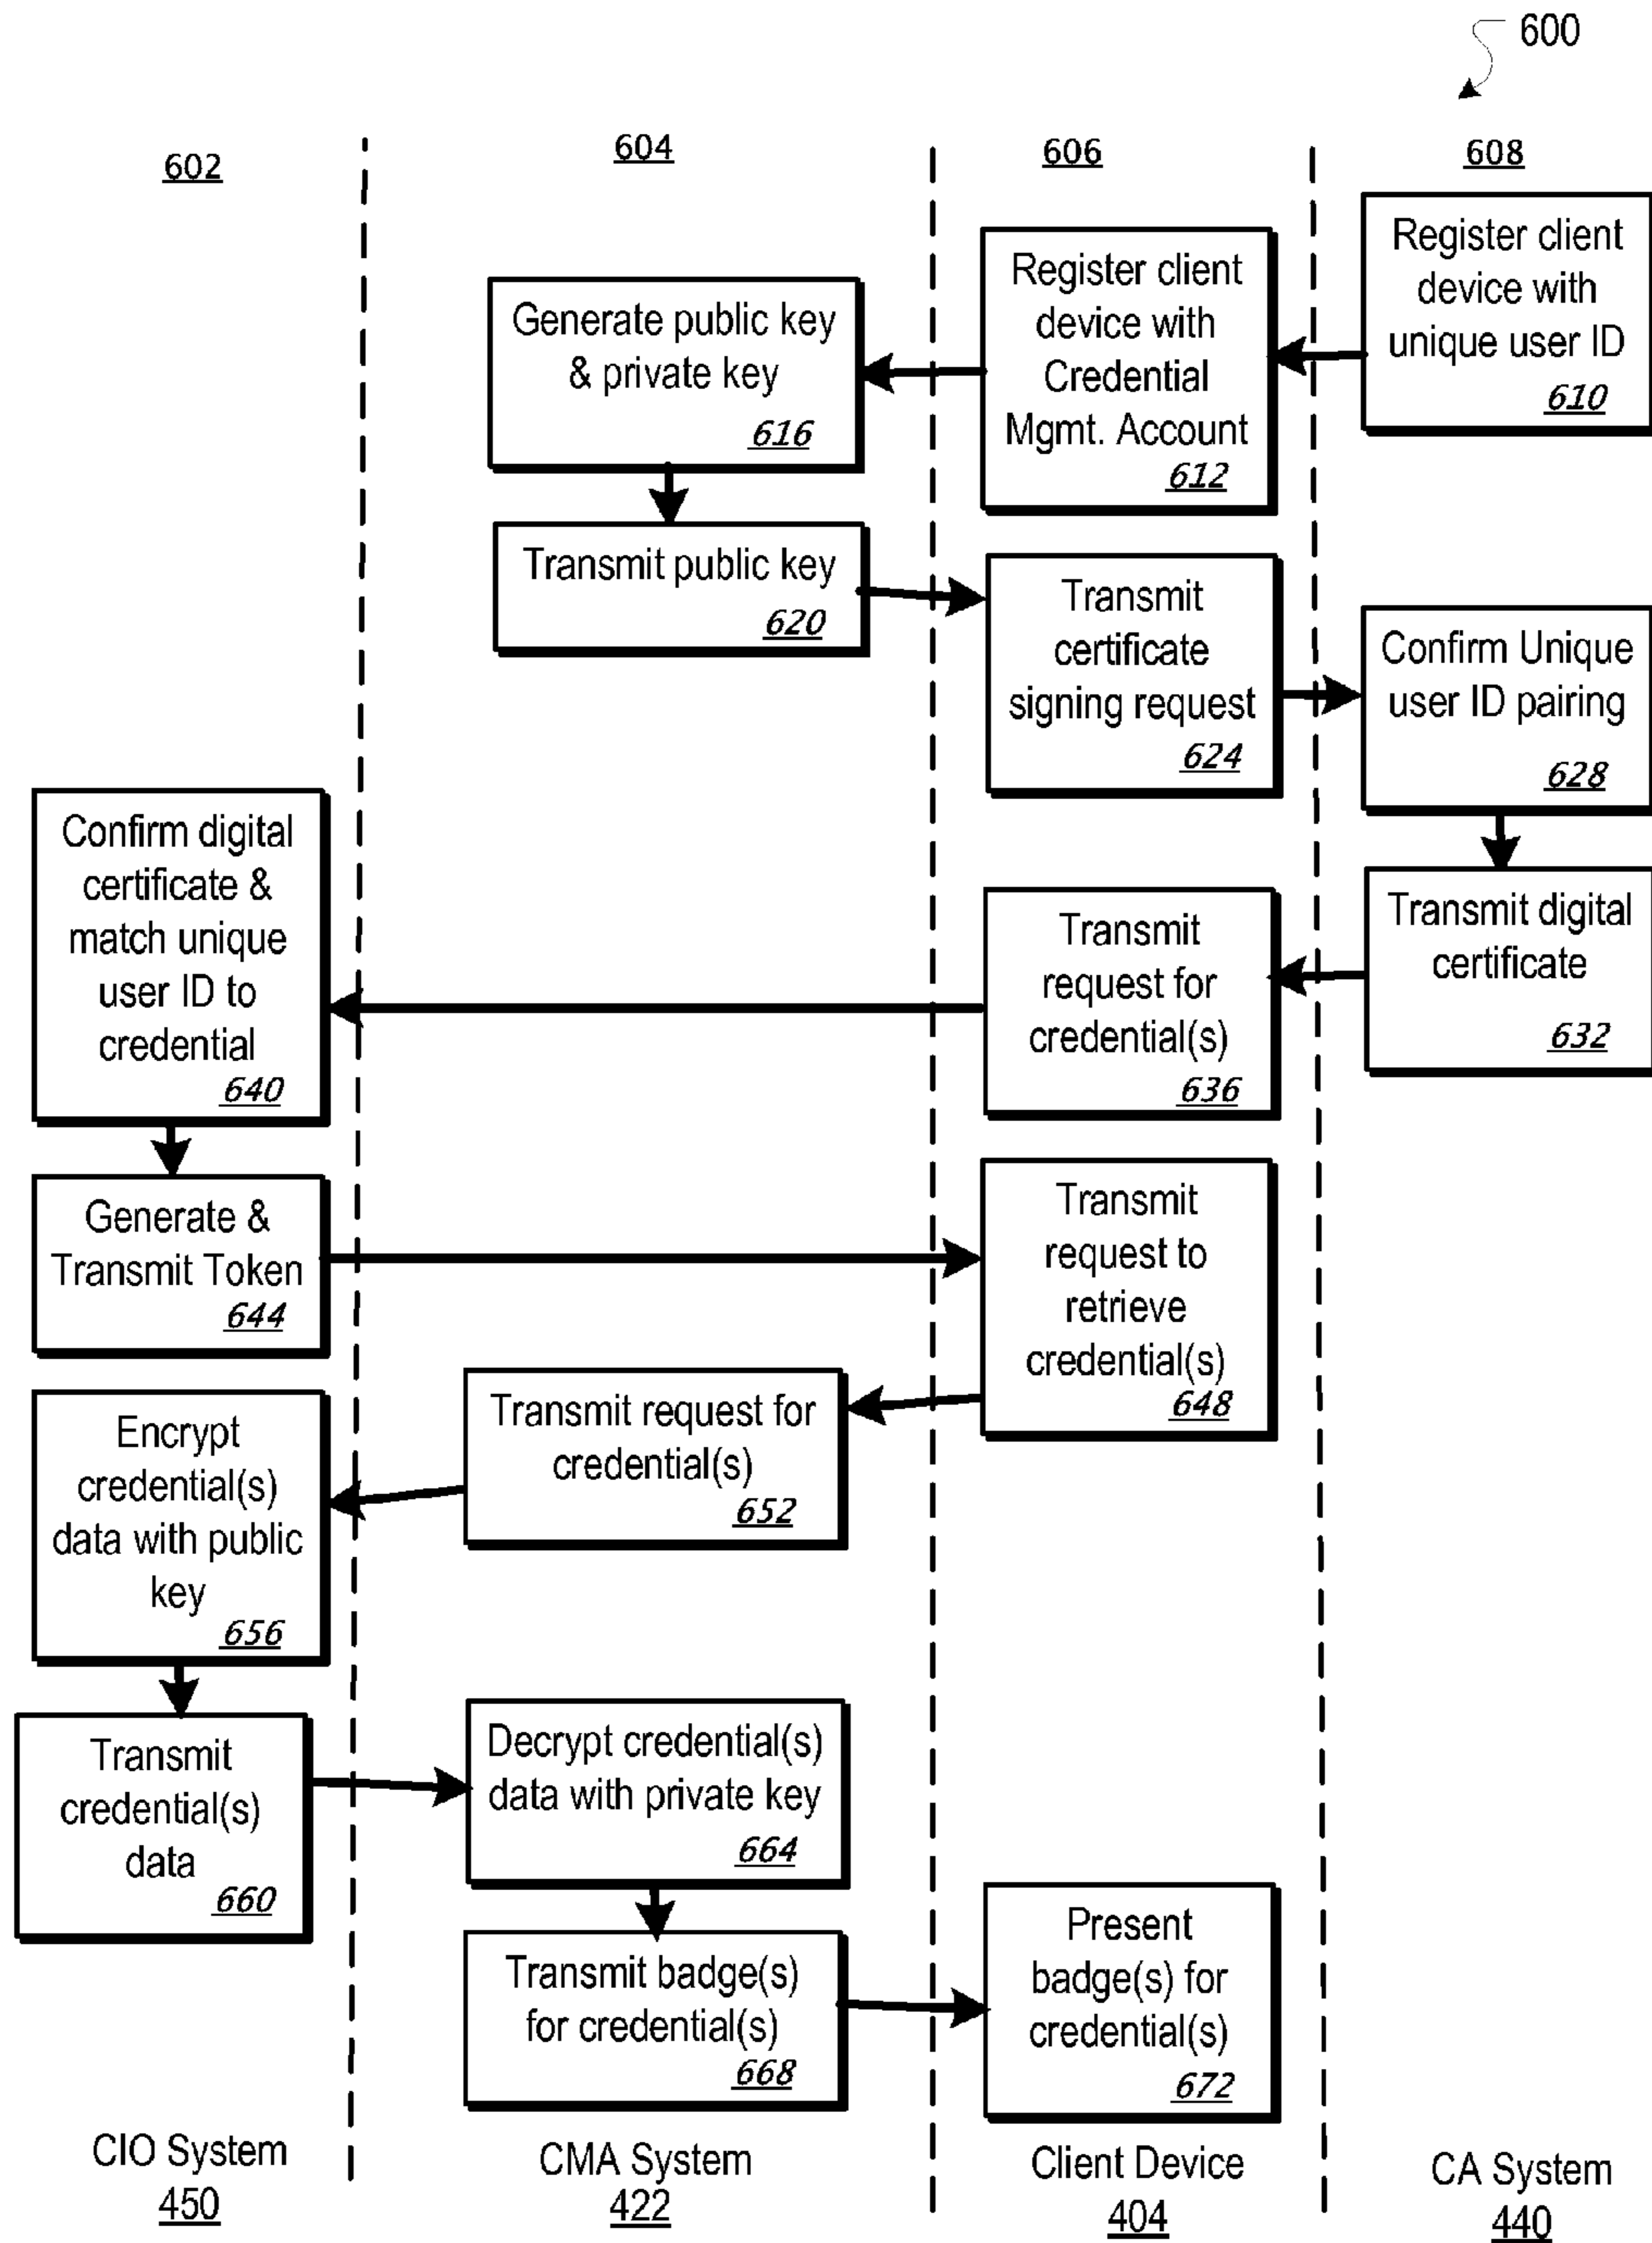 600
602
604
606
608
Register client
device with
unique user ID
610
Register client
device with
Credential
Mgmt. Account
612
Generate public key
& private key
616
Transmit public key
620
Transmit
certificate
signing request
624
Confirm Unique
user ID pairing
628
Transmit digital
certificate
632
Transmit
request for
credential(s)
636
Confirm digital
certificate &
match unique
user ID to
credential
640
Generate &
Transmit Token
644
Transmit
request to
retrieve
credential(s)
648
Transmit request for
credential(s)
652
Encrypt
credential(s)
data with public
key
656
Transmit
credential(s)
data
660
Decrypt credential(s)
data with private key
664
Transmit badge(s)
for credential(s)
668
Present
badge(s) for
credential(s)
672
CIO System
450
CMA System
422
Client Device
404
CA System
440